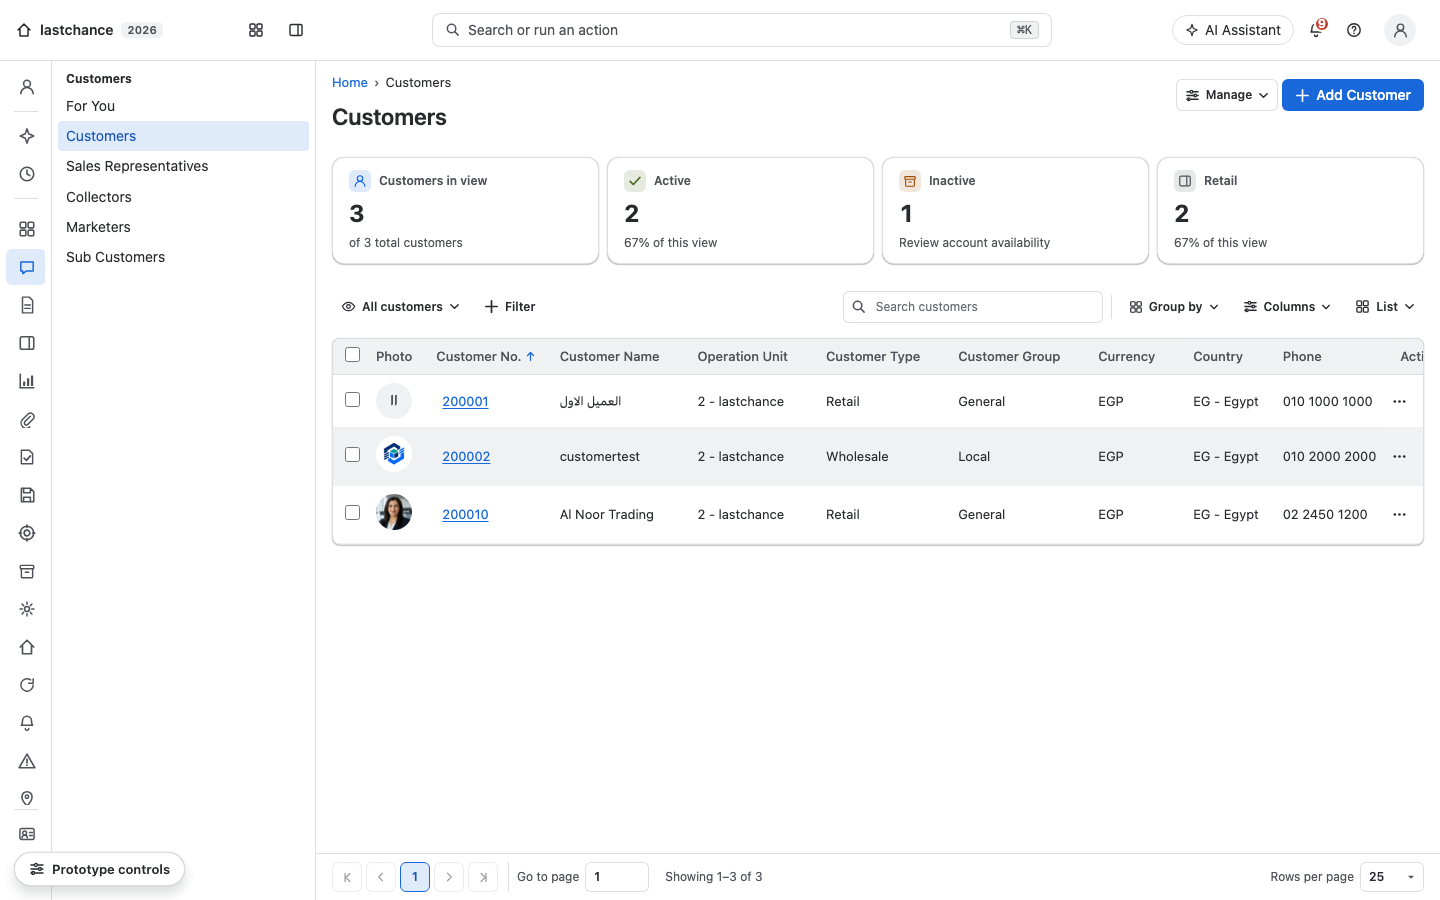 lastchance 2026
Search or run an action
⌘K
AI Assistant
9
Customers
For You
Customers
Sales Representatives
Collectors
Marketers
Sub Customers
Home › Customers
Customers
Manage
Add Customer
Customers in view
3
of 3 total customers
Active
2
67% of this view
Inactive
1
Review account availability
Retail
2
67% of this view
All customers
Filter
Search customers
Group by
Columns
List
Photo Customer No. Customer Name Operation Unit Customer Type Customer Group Currency Country Phone Acti
اا 200001 العميل الاول 2 - lastchance Retail General EGP EG - Egypt 010 1000 1000
200002 customertest 2 - lastchance Wholesale Local EGP EG - Egypt 010 2000 2000
200010 Al Noor Trading 2 - lastchance Retail General EGP EG - Egypt 02 2450 1200
Prototype controls
1
Go to page 1
Showing 1–3 of 3
Rows per page 25